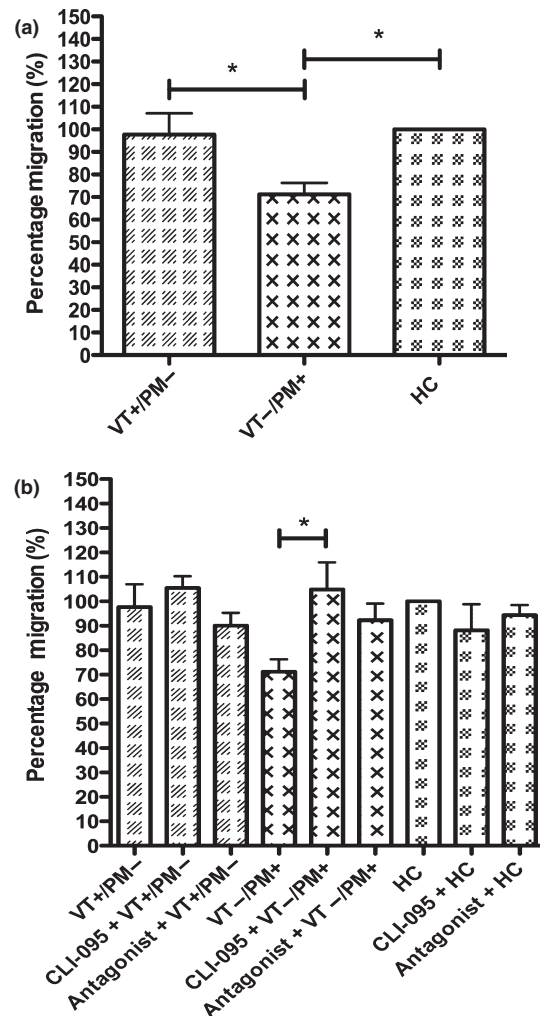 (a)
Percentage migration (%)
150
140
130
120
110
100
90
80
70
60
50
40
30
20
10
0
*
*
VT+/PM−
VT−/PM+
HC
(b)
Percentage migration (%)
150
140
130
120
110
100
90
80
70
60
50
40
30
20
10
0
*
VT+/PM−
CLI-095 + VT+/PM−
Antagonist + VT+/PM−
VT−/PM+
CLI-095 + VT−/PM+
Antagonist + VT −/PM+
HC
CLI-095 + HC
Antagonist + HC